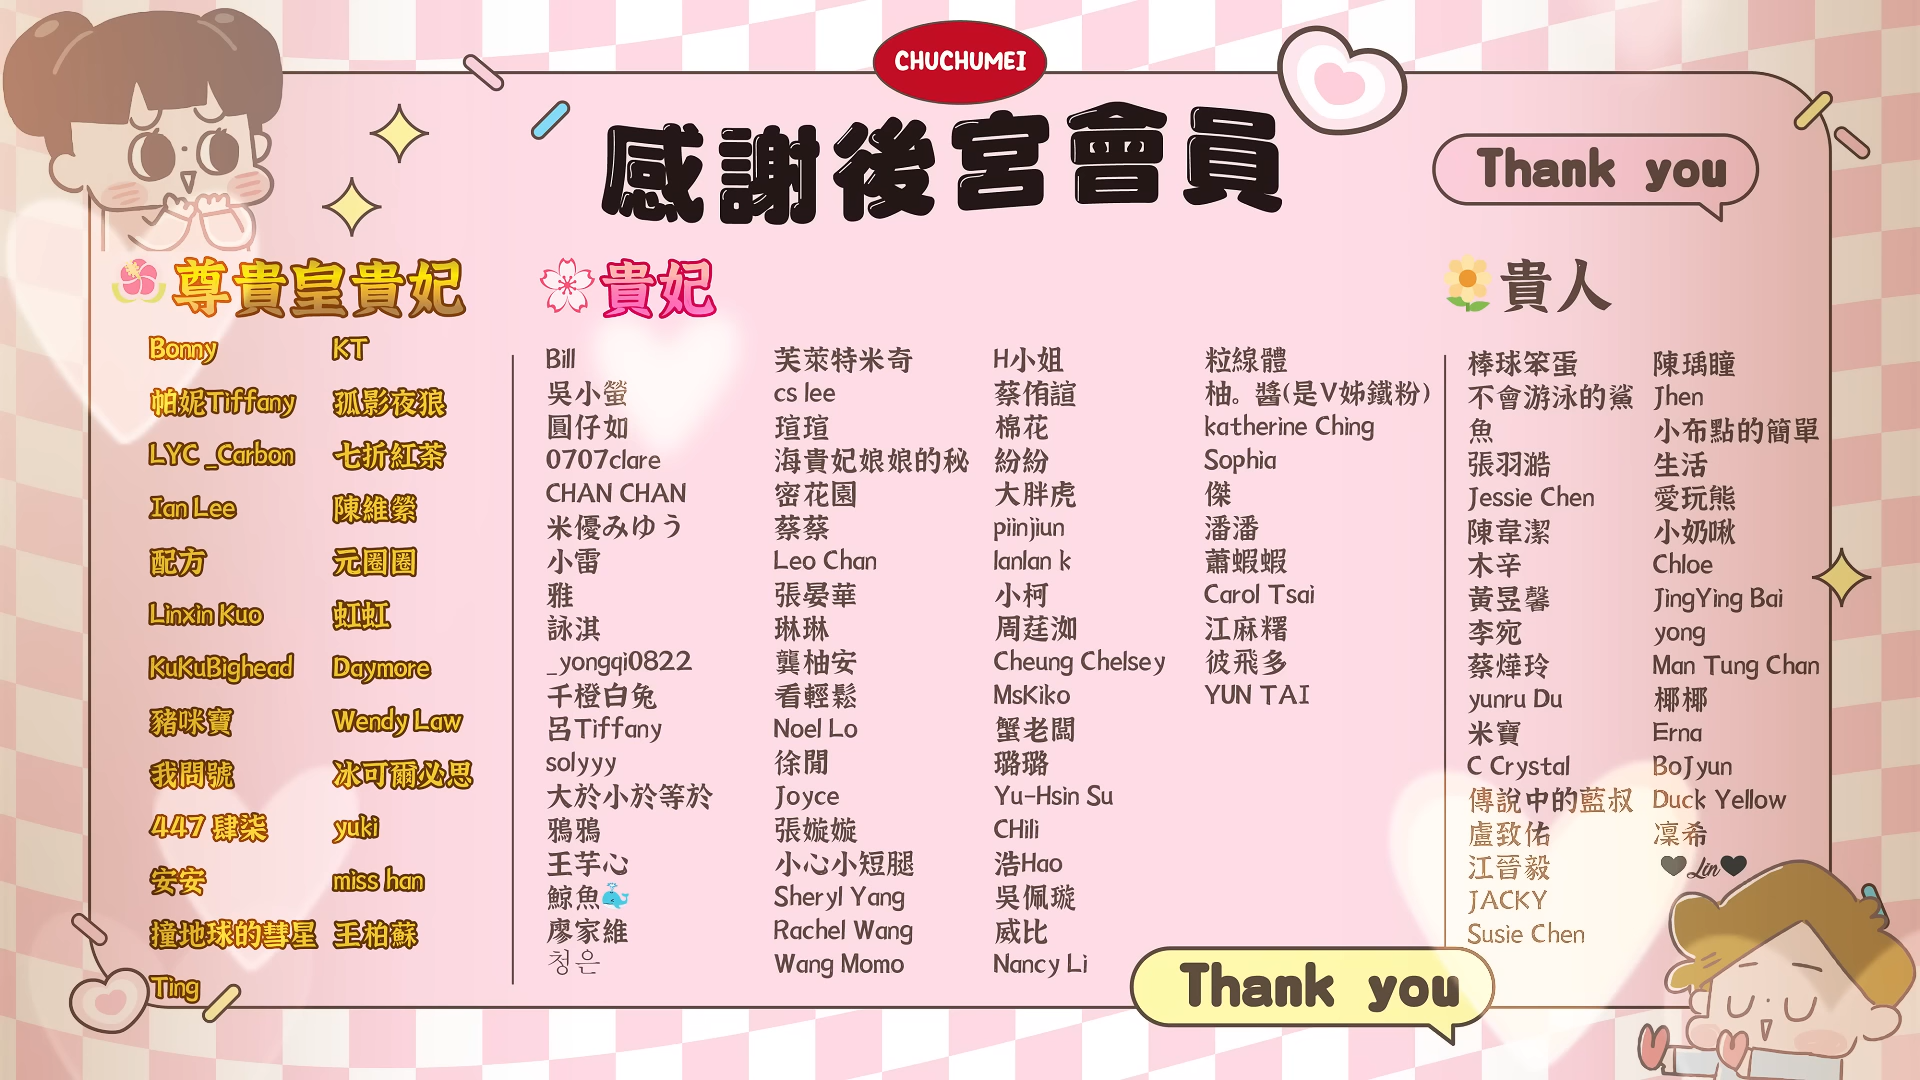 CHUCHUMEI
感謝後宮會員
Thank you
尊貴皇貴妃
Bonny
帕妮Tiffany
LYC _Carbon
Ian Lee
配方
Linxin Kuo
KuKuBighead
豬咪寶
我問號
447 肆柒
安安
撞地球的彗星
Ting
KT
孤影夜狼
七折紅茶
陳維縈
元圈圈
虹虹
Daymore
Wendy Law
冰可爾必思
yuki
miss han
王柏蘇
貴妃
Bill
吳小螢
圓仔如
0707clare
CHAN CHAN
米優みゆう
小雷
雅
詠淇
_yongqi0822
千橙白兔
呂Tiffany
solyyy
大於小於等於
鴉鴉
王芋心
鯨魚🐳
廖家維
청은
芙萊特米奇
cs lee
瑄瑄
海貴妃娘娘的秘
密花園
蔡蔡
Leo Chan
張晏華
琳琳
龔柚安
看輕鬆
Noel Lo
徐閒
Joyce
張嫙嫙
小心小短腿
Sheryl Yang
Rachel Wang
Wang Momo
H小姐
蔡侑諠
棉花
紛紛
大胖虎
piinjiun
lanlan k
小柯
周莛洳
Cheung Chelsey
MsKiko
蟹老闆
璐璐
Yu-Hsin Su
CHili
浩Hao
吳佩璇
威比
Nancy Li
粒線體
柚。醬(是V姊鐵粉)
katherine Ching
Sophia
傑
潘潘
蕭蝦蝦
Carol Tsai
江麻糬
彼飛多
YUN TAI
貴人
棒球笨蛋
不會游泳的鯊
魚
張羽澔
Jessie Chen
陳韋潔
木辛
黃昱馨
李宛
蔡燁玲
yunru Du
米寶
C Crystal
傳說中的藍叔
盧致佑
江晉毅
JACKY
Susie Chen
陳瑀瞳
Jhen
小布點的簡單
生活
愛玩熊
小奶啾
Chloe
JingYing Bai
yong
Man Tung Chan
椰椰
Erna
BoJyun
Duck Yellow
凜希
🖤Lin🖤
Thank you